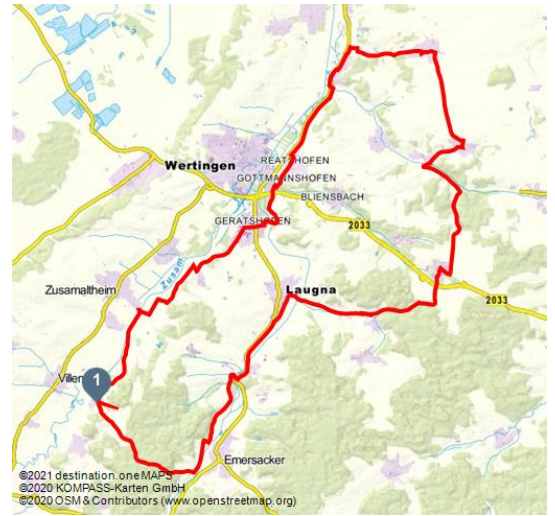 Wertingen
REATSHOFEN
GOTTMANNSHOFEN
BLIENSBACH
GERATSHOFEN
2033
Zusam
Zusamaltheim
Laugna
2033
Villen
1
Emersacker
©2021 destination.one MAPS
©2020 KOMPASS-Karten GmbH
©2020 OSM & Contributors (www.openstreetmap.org)